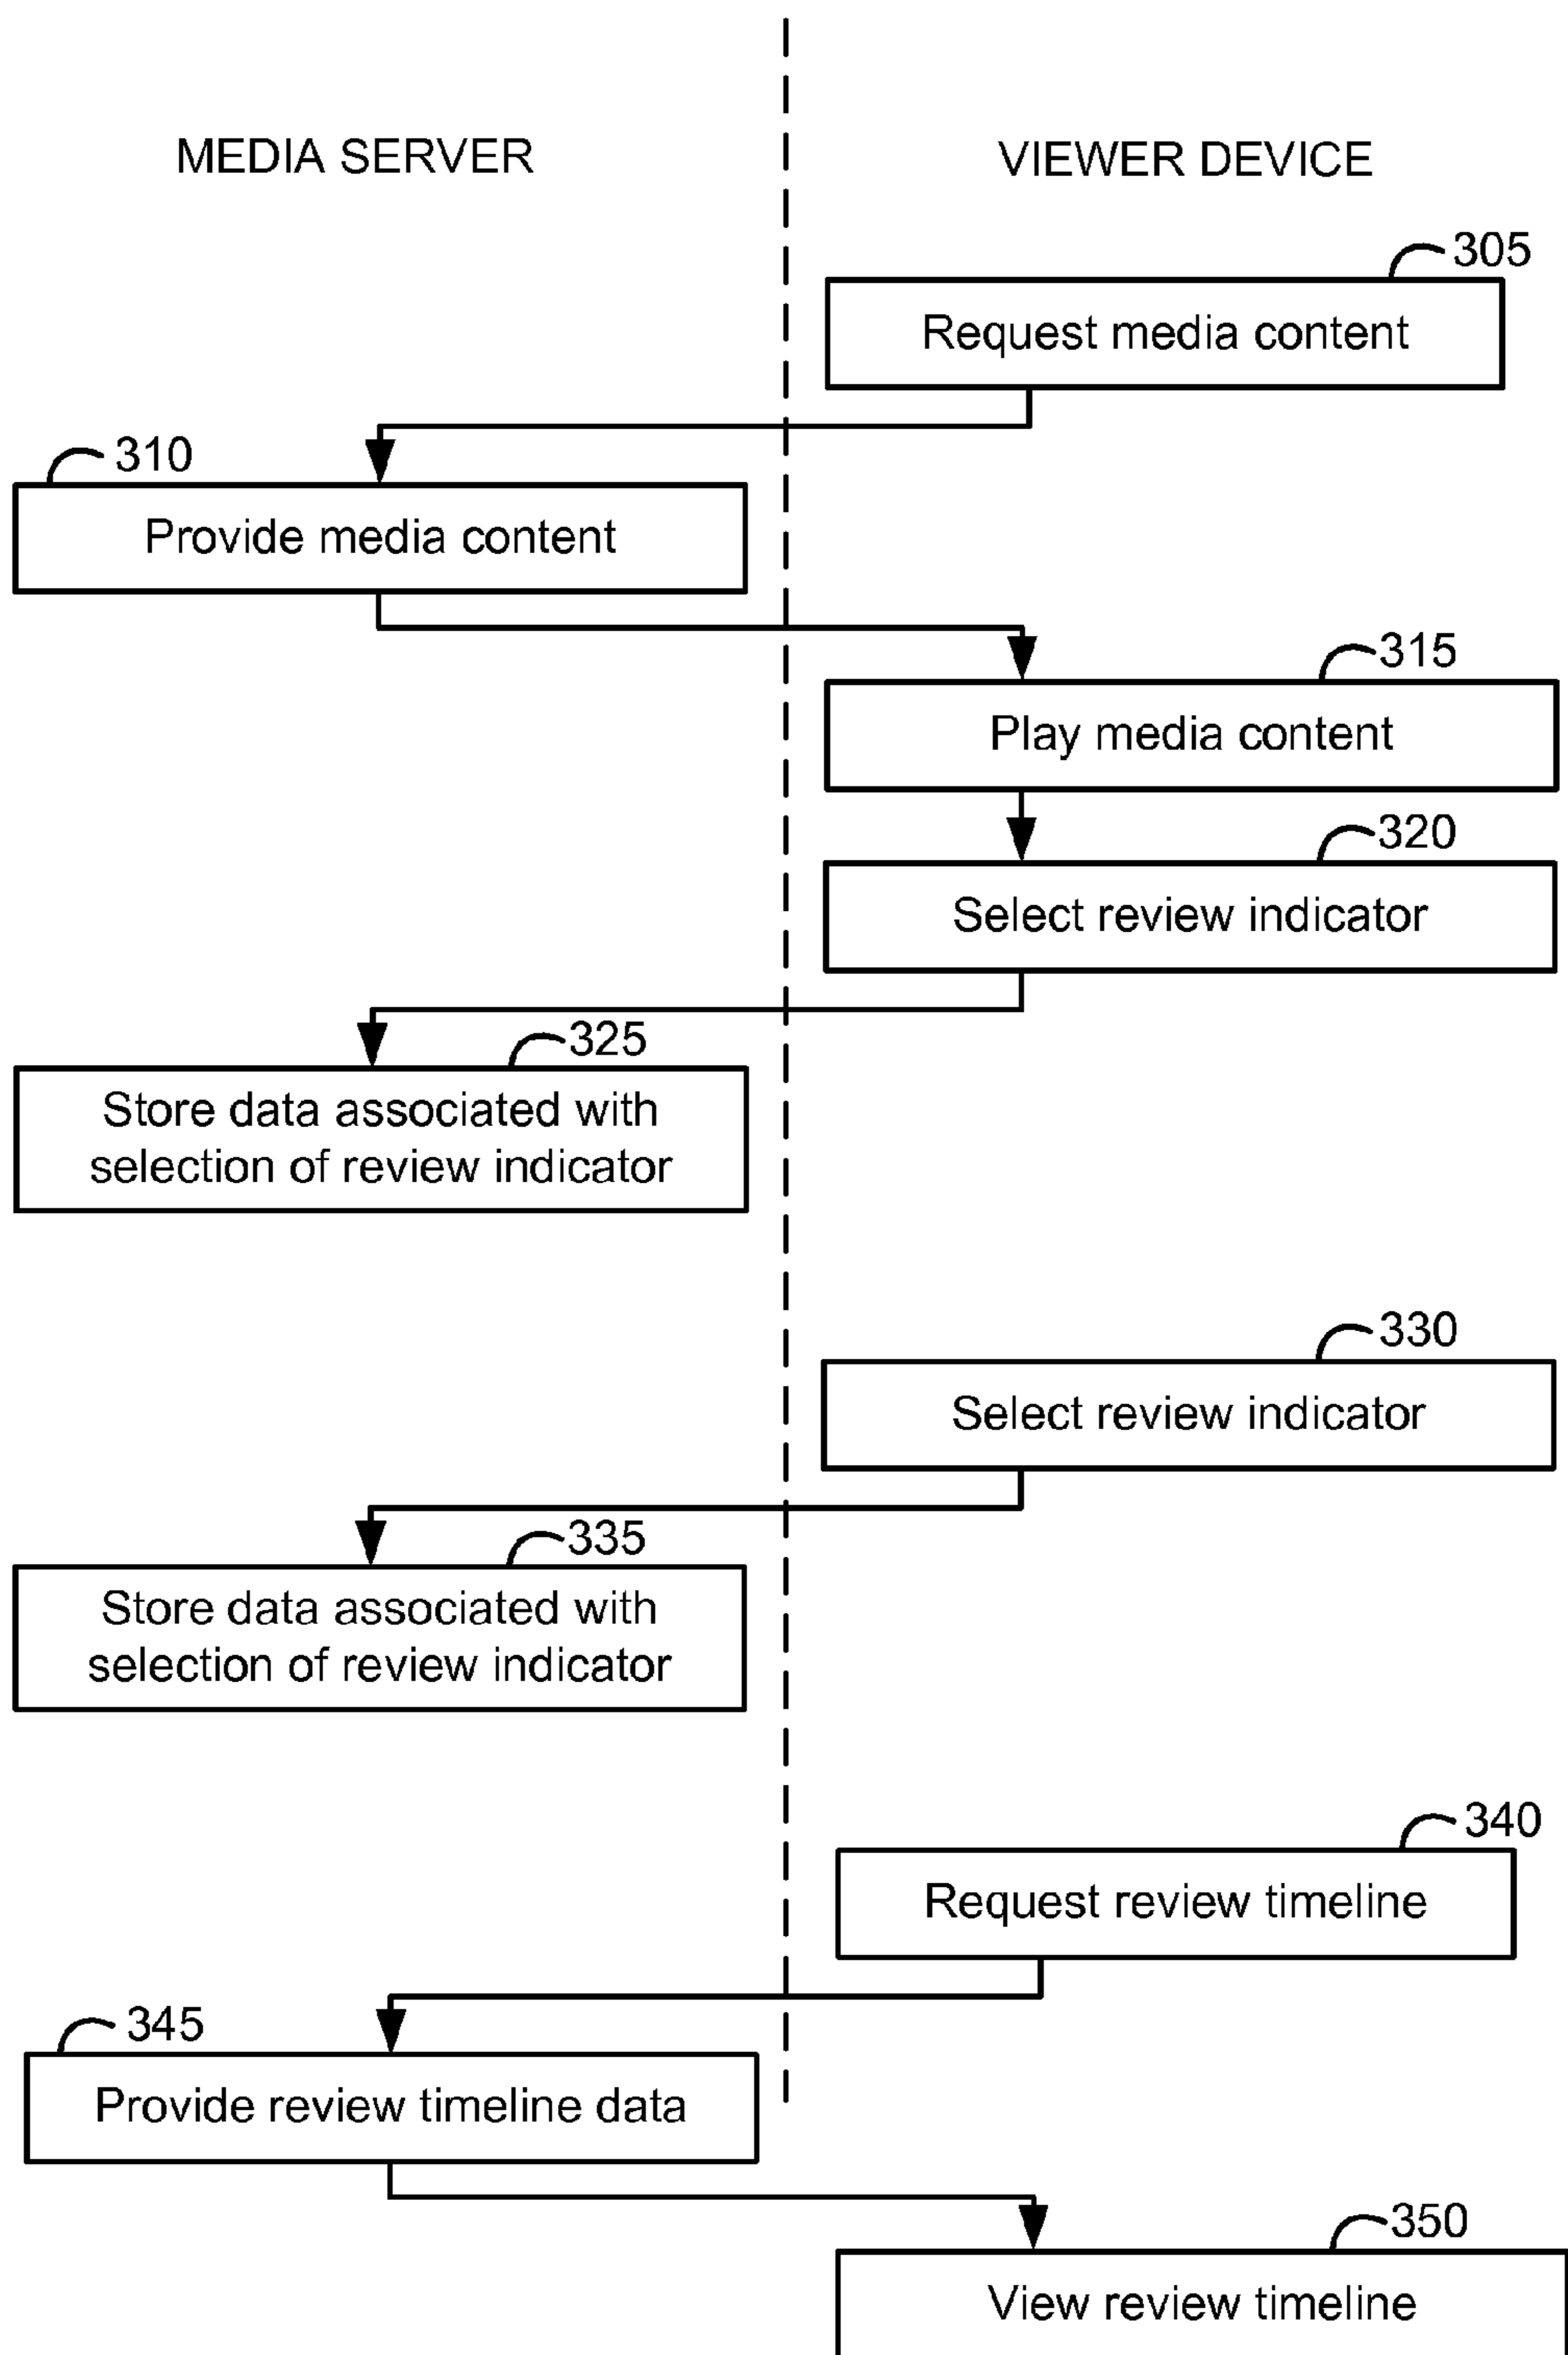 MEDIA SERVER
VIEWER DEVICE
305
Request media content
310
Provide media content
315
Play media content
320
Select review indicator
325
Store data associated with
selection of review indicator
330
Select review indicator
335
Store data associated with
selection of review indicator
340
Request review timeline
345
Provide review timeline data
350
View review timeline